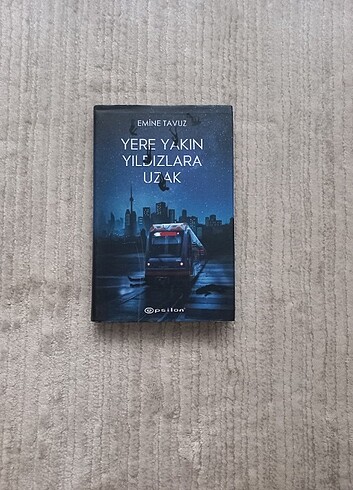 EMİNE TAVUZ
YERE YAKIN
YILDIZLARA
UZAK
epsilon